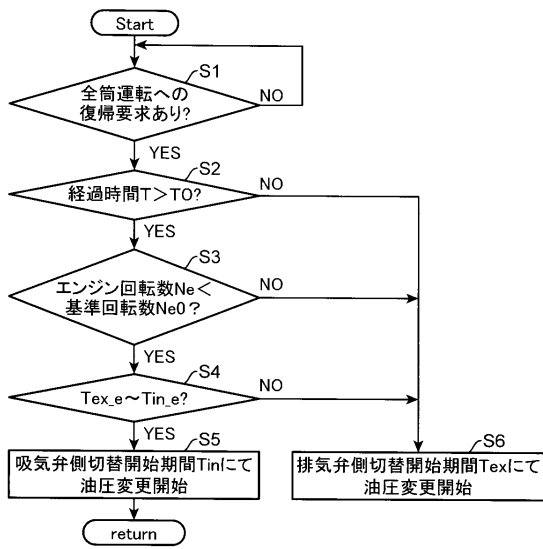 Start
S1
全筒運転への
復帰要求あり?
NO
YES
S2
経過時間T＞T0?
NO
YES
S3
エンジン回転数Ne＜
基準回転数Ne0？
NO
YES
S4
Tex_e～Tin_e?
NO
YES
S5
吸気弁側切替開始期間Tinにて
油圧変更開始
S6
排気弁側切替開始期間Texにて
油圧変更開始
return